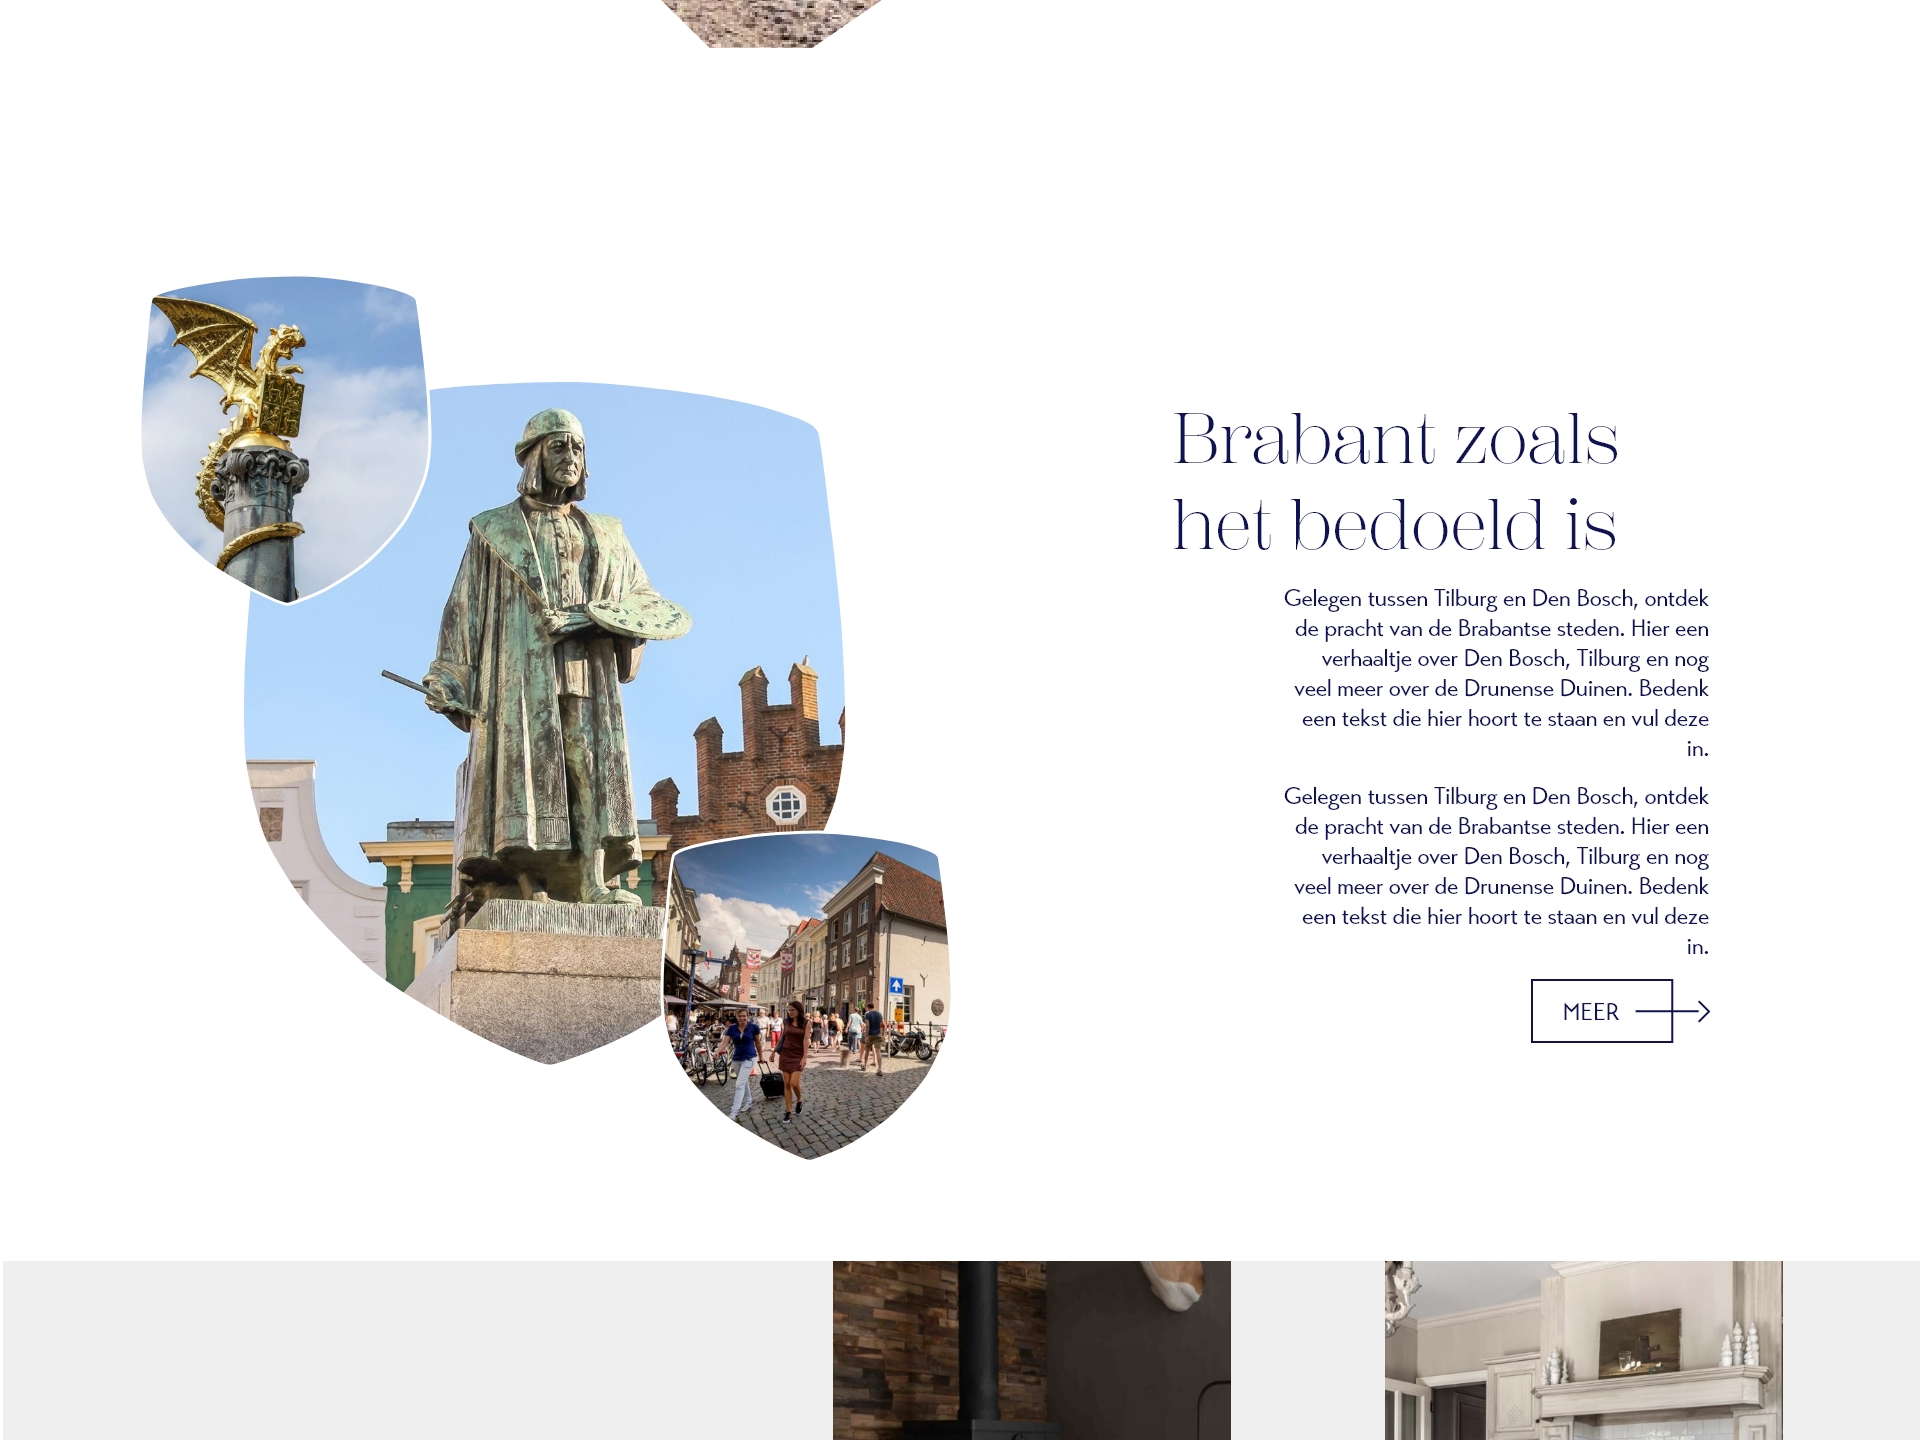 Brabant zoals
het bedoeld is
Gelegen tussen Tilburg en Den Bosch, ontdek
de pracht van de Brabantse steden. Hier een
verhaaltje over Den Bosch, Tilburg en nog
veel meer over de Drunense Duinen. Bedenk
een tekst die hier hoort te staan en vul deze
in.
Gelegen tussen Tilburg en Den Bosch, ontdek
de pracht van de Brabantse steden. Hier een
verhaaltje over Den Bosch, Tilburg en nog
veel meer over de Drunense Duinen. Bedenk
een tekst die hier hoort te staan en vul deze
in.
MEER